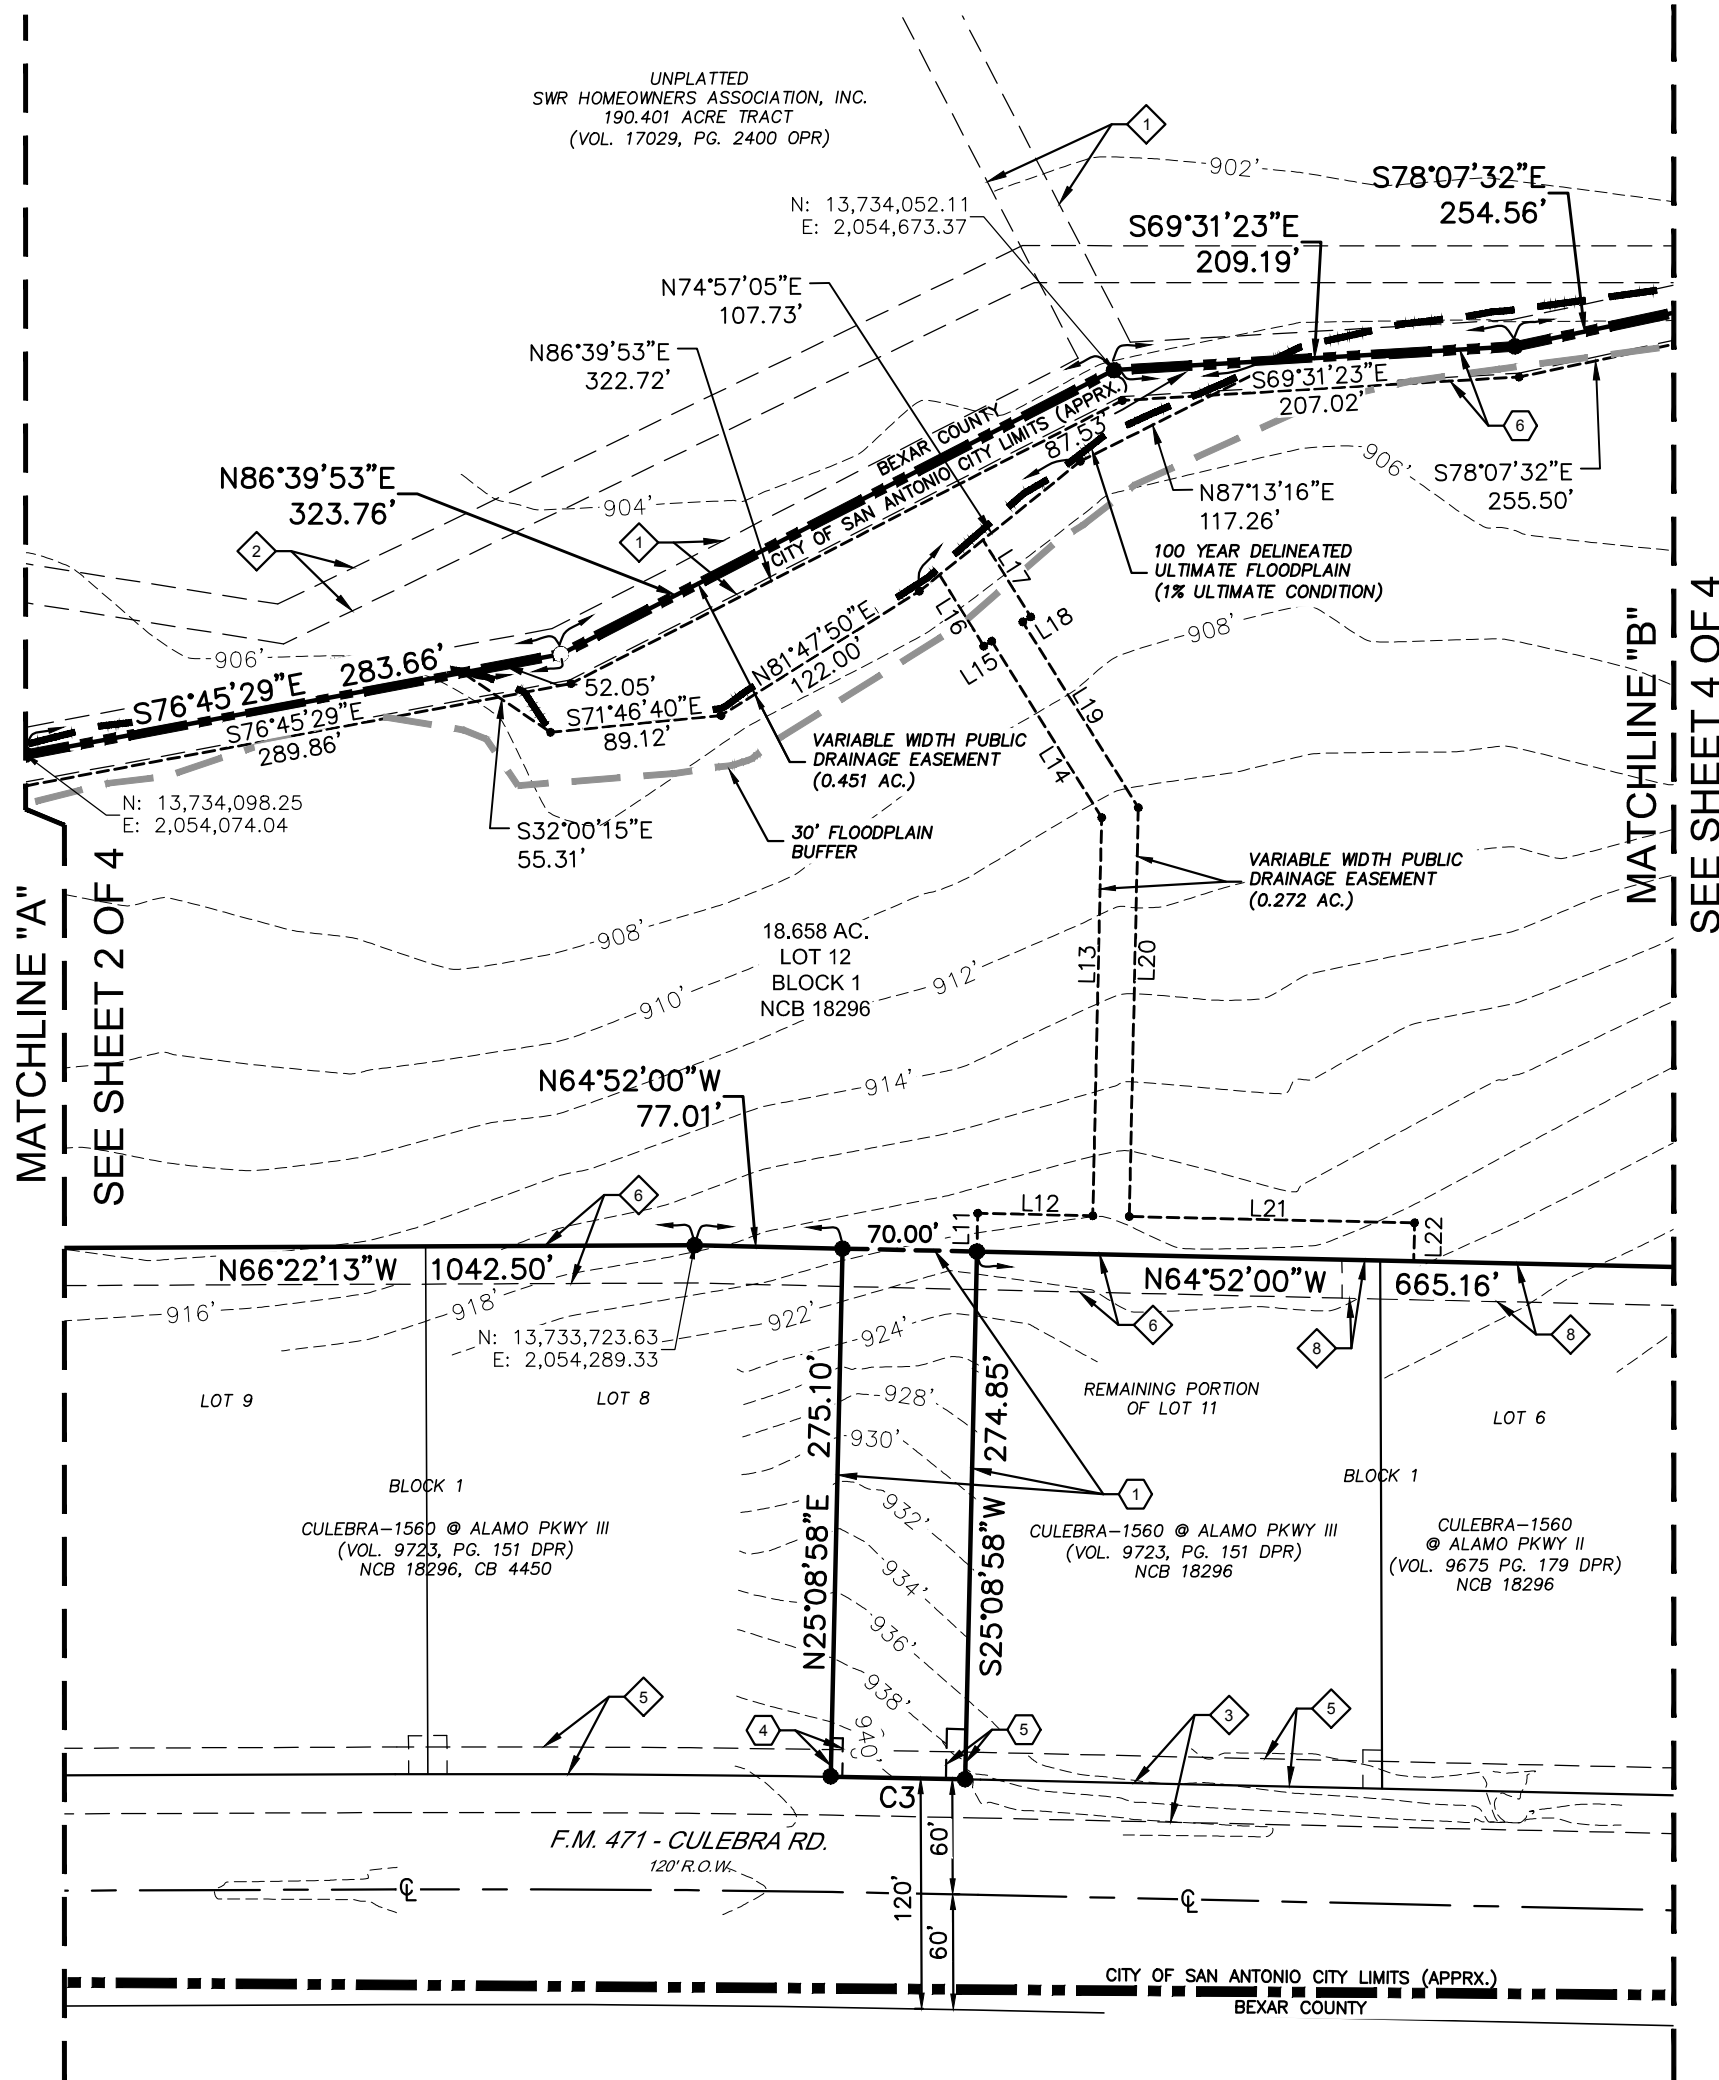 UNPLATTED
SWR HOMEOWNERS ASSOCIATION, INC.
190.401 ACRE TRACT
(VOL. 17029, PG. 2400 OPR)
1
902'
S78°07'32"E
254.56'
N: 13,734,052.11
E: 2,054,673.37
S69°31'23"E
209.19'
N74°57'05"E
107.73'
N86°39'53"E
322.72'
BEXAR COUNTY
CITY OF SAN ANTONIO CITY LIMITS (APPRX.)
S69°31'23"E
207.02'
87.53'
6
906'
S78°07'32"E
255.50'
N86°39'53"E
323.76'
904'
N87°13'16"E
117.26'
2
1
100 YEAR DELINEATED
ULTIMATE FLOODPLAIN
(1% ULTIMATE CONDITION)
L17
L16
L18
L15
908'
906'
283.66'
S76°45'29"E
52.05'
N81°47'50"E
122.00'
S76°45'29"E
289.86'
S71°46'40"E
89.12'
L19
L14
VARIABLE WIDTH PUBLIC
DRAINAGE EASEMENT
(0.451 AC.)
N: 13,734,098.25
E: 2,054,074.04
S32°00'15"E
55.31'
30' FLOODPLAIN
BUFFER
VARIABLE WIDTH PUBLIC
DRAINAGE EASEMENT
(0.272 AC.)
MATCHLINE "A"
SEE SHEET 2 OF 4
MATCHLINE "B"
SEE SHEET 4 OF 4
908'
18.658 AC.
LOT 12
BLOCK 1
NCB 18296
910'
912'
L13
L20
914'
N64°52'00"W
77.01'
6
L11
L12
L21
L22
70.00'
N66°22'13"W
1042.50'
N64°52'00"W
665.16'
916'
918'
922'
924'
N: 13,733,723.63
E: 2,054,289.33
6
8
8
LOT 9
LOT 8
275.10'
N25°08'58"E
928'
930'
932'
934'
936'
938'
940'
274.85'
S25°08'58"W
REMAINING PORTION
OF LOT 11
LOT 6
BLOCK 1
BLOCK 1
1
CULEBRA-1560 @ ALAMO PKWY III
(VOL. 9723, PG. 151 DPR)
NCB 18296, CB 4450
CULEBRA-1560 @ ALAMO PKWY III
(VOL. 9723, PG. 151 DPR)
NCB 18296
CULEBRA-1560
@ ALAMO PKWY II
(VOL. 9675 PG. 179 DPR)
NCB 18296
5
4
5
3
5
C3
F.M. 471 - CULEBRA RD.
120' R.O.W.
60'
120'
60'
℄
℄
CITY OF SAN ANTONIO CITY LIMITS (APPRX.)
BEXAR COUNTY